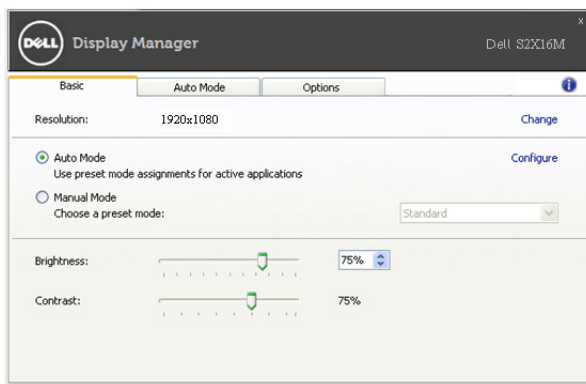 DELL Display Manager
x
Dell S2X16M
Basic Auto Mode Options
i
Resolution: 1920x1080 Change
Auto Mode Configure
Use preset mode assignments for active applications
Manual Mode
Choose a preset mode: Standard
Brightness: 75%
Contrast: 75%